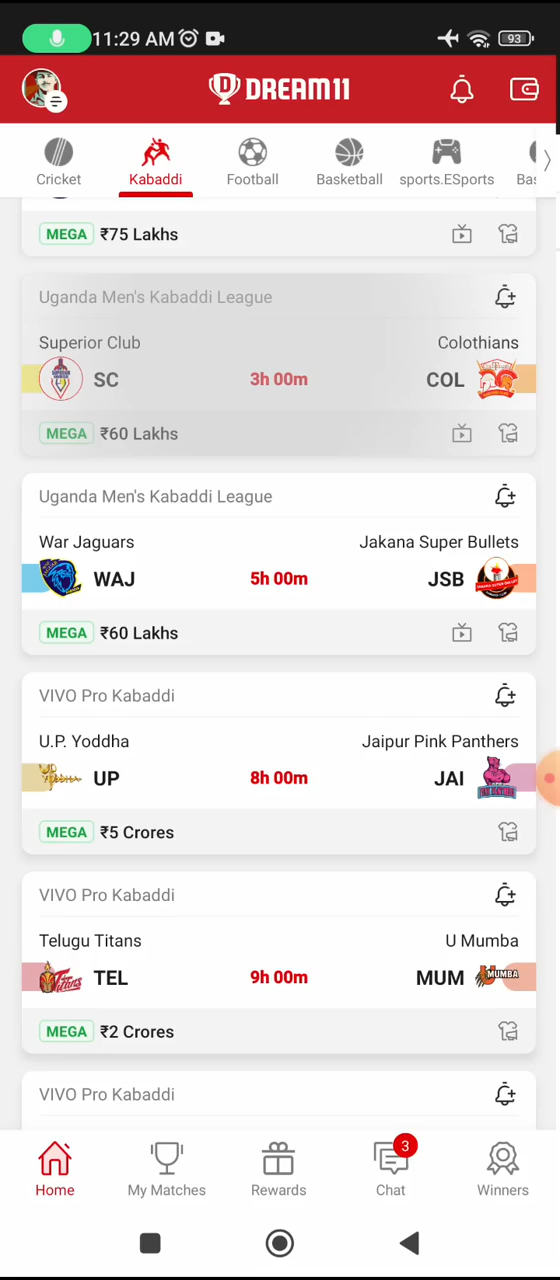 11:29 AM 93
DREAM11
Cricket Kabaddi Football Basketball sports.ESports Bas
MEGA ₹75 Lakhs
Uganda Men's Kabaddi League
Superior Club Colothians
SC 3h 00m COL
MEGA ₹60 Lakhs
Uganda Men's Kabaddi League
War Jaguars Jakana Super Bullets
WAJ 5h 00m JSB
MEGA ₹60 Lakhs
VIVO Pro Kabaddi
U.P. Yoddha Jaipur Pink Panthers
UP 8h 00m JAI
MEGA ₹5 Crores
VIVO Pro Kabaddi
Telugu Titans U Mumba
TEL 9h 00m MUM UMUMBA
MEGA ₹2 Crores
VIVO Pro Kabaddi
3
Home My Matches Rewards Chat Winners